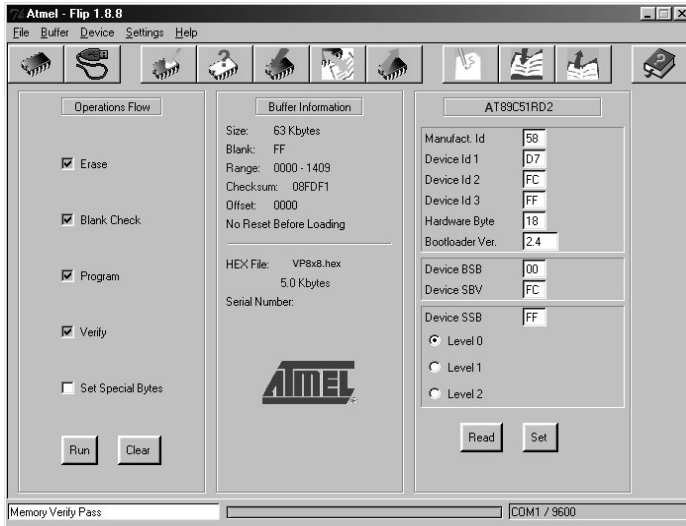 Atmel - Flip 1.8.8
File Buffer Device Settings Help
Operations Flow
Erase
Blank Check
Program
Verify
Set Special Bytes
Run Clear
Buffer Information
Size: 63 Kbytes
Blank: FF
Range: 0000 - 1409
Checksum: 08FDF1
Offset: 0000
No Reset Before Loading
HEX File: VP8x8.hex
5.0 Kbytes
Serial Number:
ATMEL
AT89C51RD2
Manufact. Id 58
Device Id 1 D7
Device Id 2 FC
Device Id 3 FF
Hardware Byte 18
Bootloader Ver. 2.4
Device BSB 00
Device SBV FC
Device SSB FF
Level 0
Level 1
Level 2
Read Set
Memory Verify Pass
COM1 / 9600